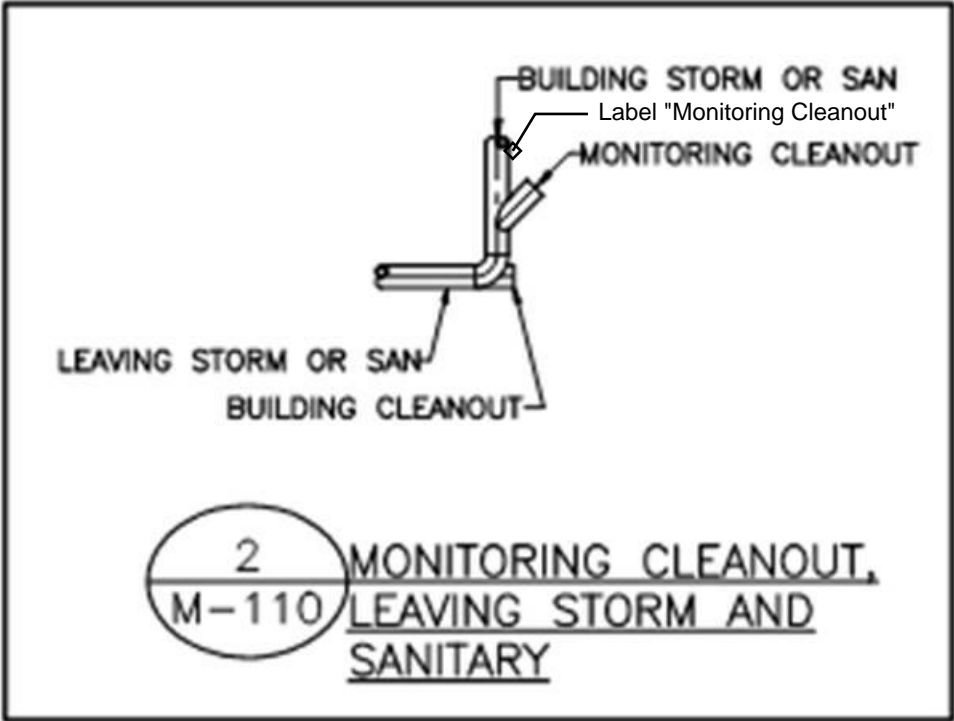 BUILDING STORM OR SAN
Label "Monitoring Cleanout"
MONITORING CLEANOUT
LEAVING STORM OR SAN
BUILDING CLEANOUT
2
M-110
MONITORING CLEANOUT,
LEAVING STORM AND
SANITARY